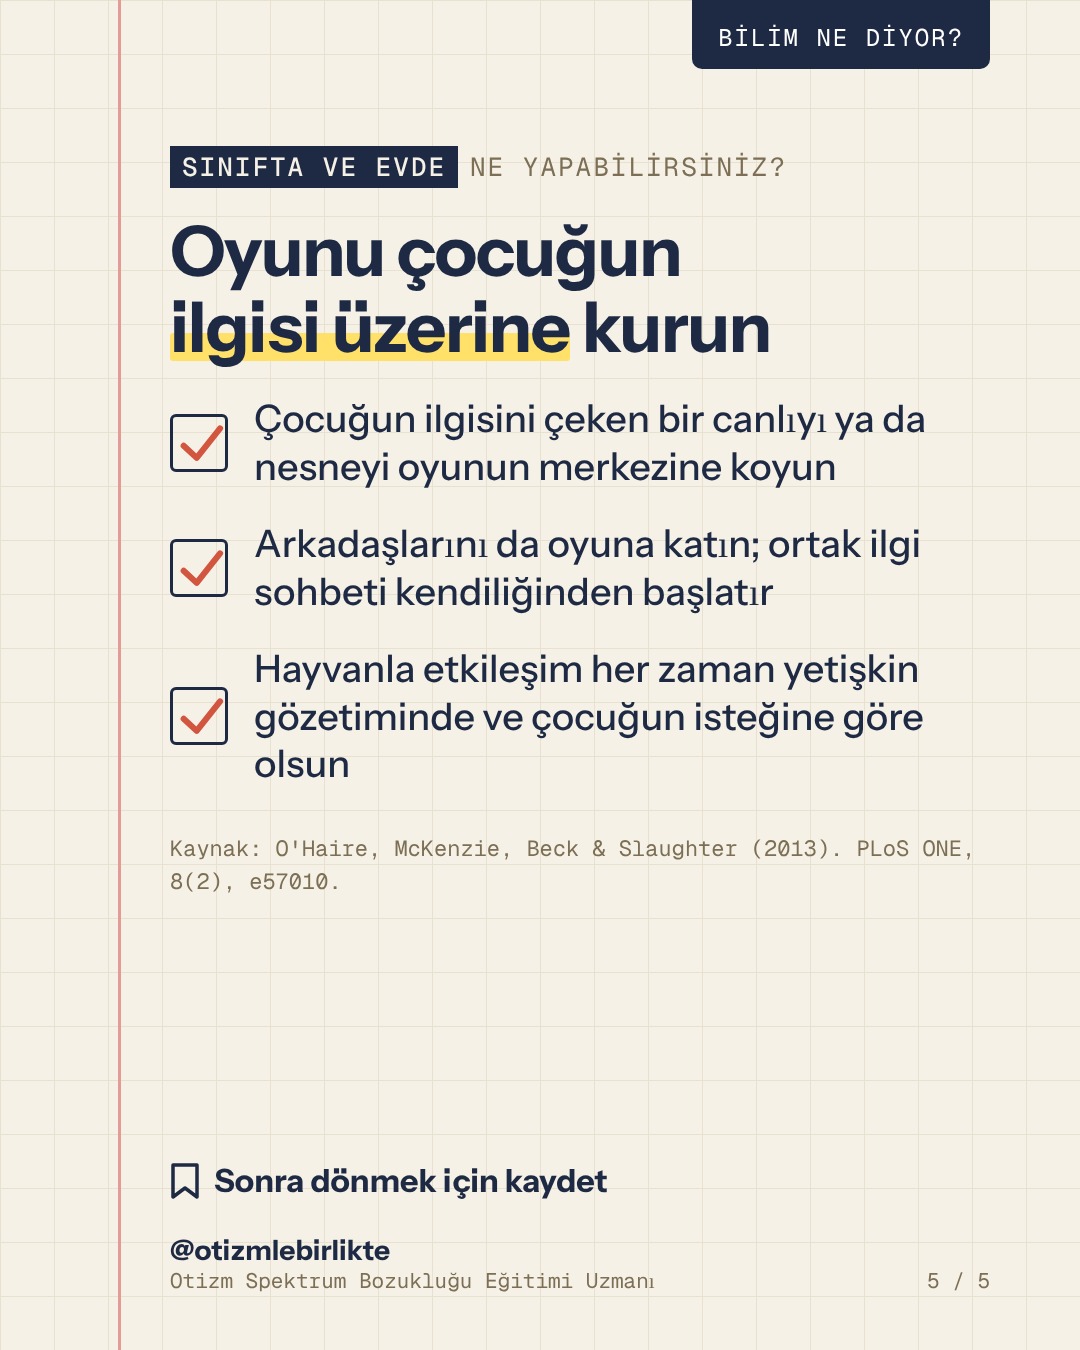 BİLİM NE DİYOR?
SINIFTA VE EVDE NE YAPABİLİRSİNİZ?
Oyunu çocuğun
ilgisi üzerine kurun
Çocuğun ilgisini çeken bir canlıyı ya da
nesneyi oyunun merkezine koyun
Arkadaşlarını da oyuna katın; ortak ilgi
sohbeti kendiliğinden başlatır
Hayvanla etkileşim her zaman yetişkin
gözetiminde ve çocuğun isteğine göre
olsun
Kaynak: O'Haire, McKenzie, Beck & Slaughter (2013). PLoS ONE,
8(2), e57010.
Sonra dönmek için kaydet
@otizmlebirlikte
Otizm Spektrum Bozukluğu Eğitimi Uzmanı
5 / 5